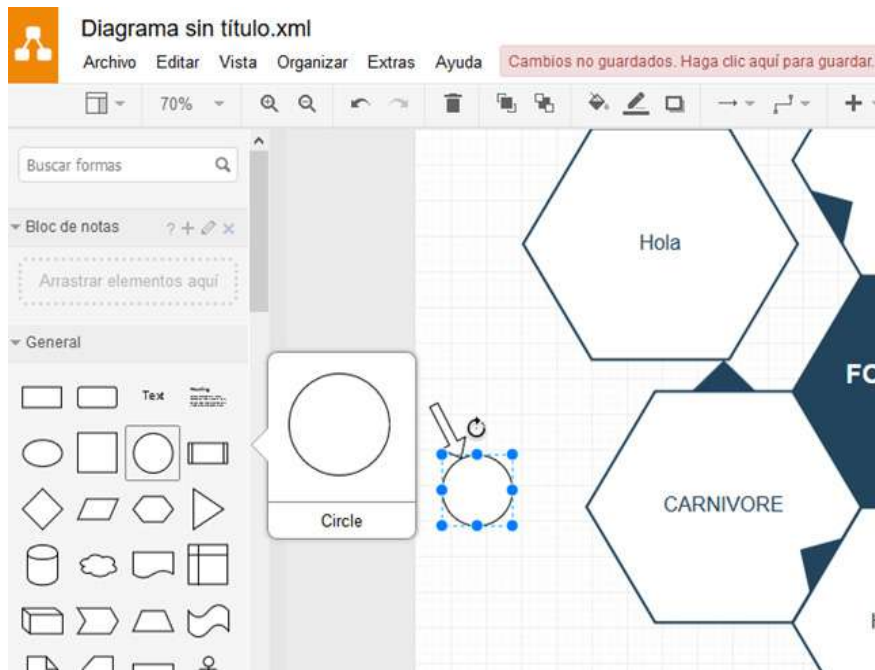 Diagrama sin título.xml
Archivo Editar Vista Organizar Extras Ayuda Cambios no guardados. Haga clic aquí para guardar.
70%
Buscar formas
Bloc de notas ?
Arrastrar elementos aquí
General
Text
Heading
Circle
Hola
FO
CARNIVORE